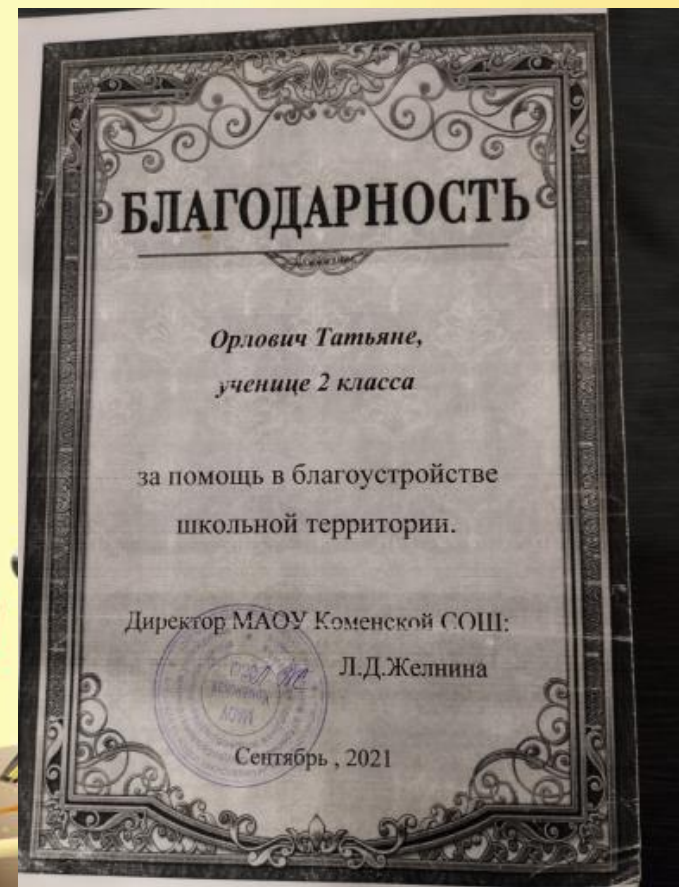 БЛАГОДАРНОСТЬ
Орлович Татьяне,
ученице 2 класса
за помощь в благоустройстве
школьной территории.
Директор МАОУ Коменской СОШ:
Л.Д.Желнина
Сентябрь , 2021